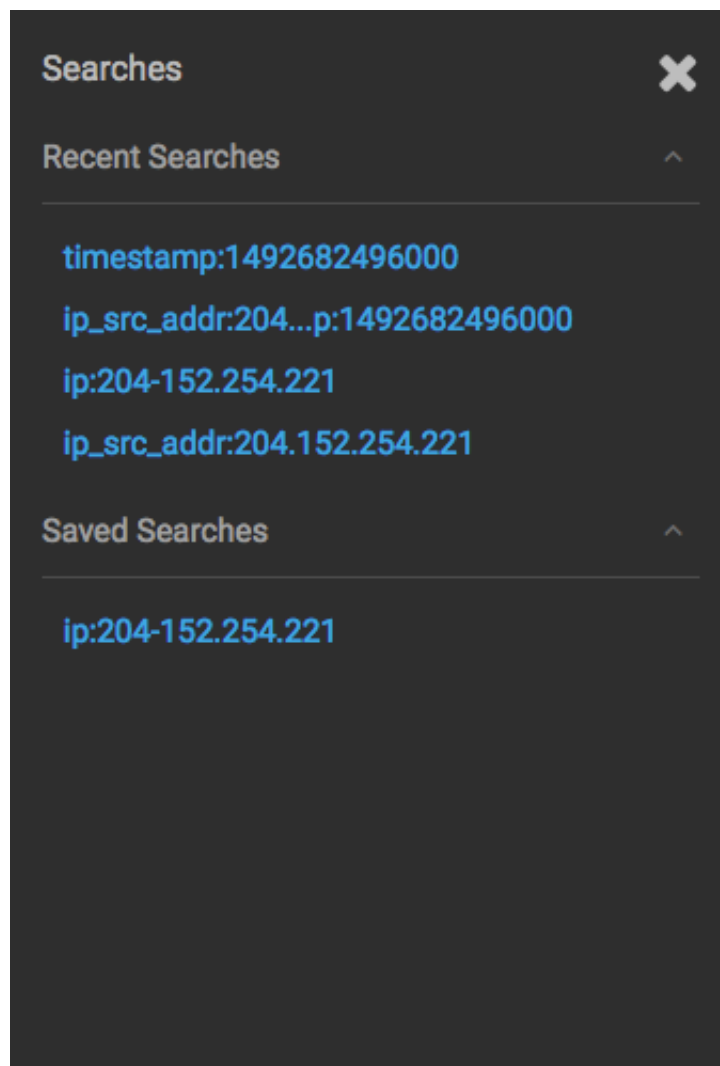 Searches
Recent Searches
timestamp:1492682496000
ip_src_addr:204...p:1492682496000
ip:204-152.254.221
ip_src_addr:204.152.254.221
Saved Searches
ip:204-152.254.221